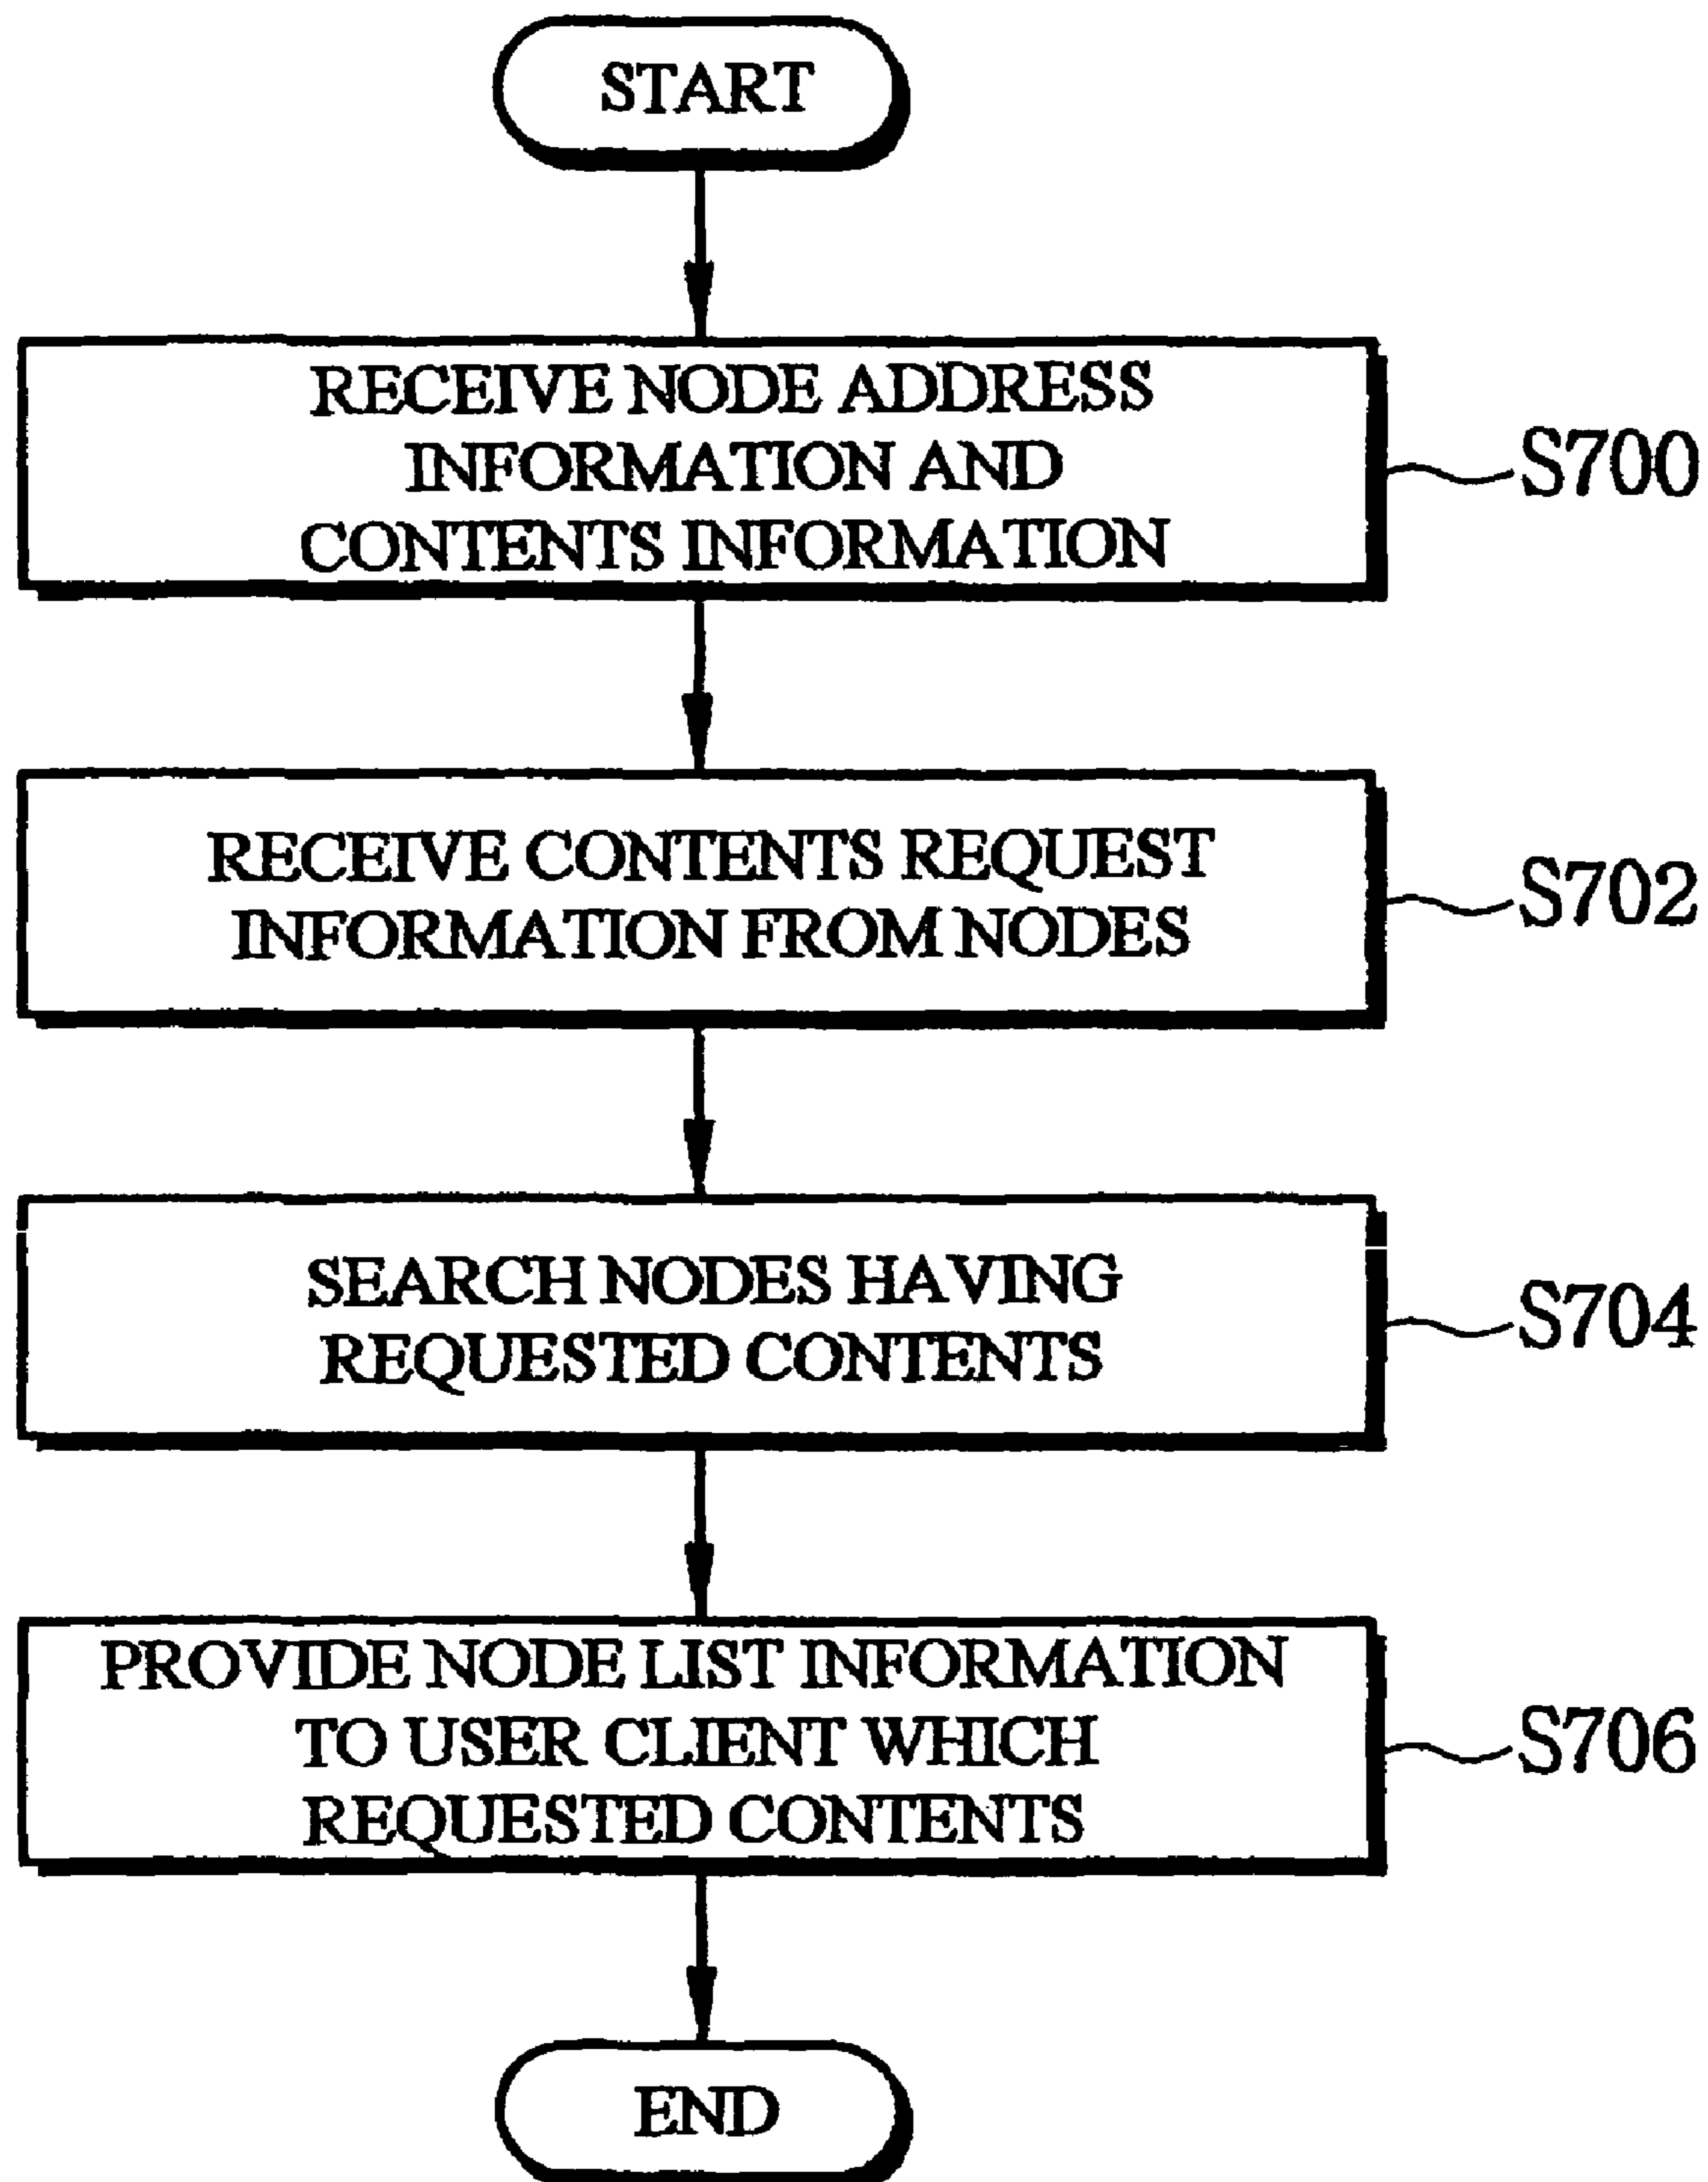 START
RECEIVE NODE ADDRESS
INFORMATION AND
CONTENTS INFORMATION
S700
RECEIVE CONTENTS REQUEST
INFORMATION FROM NODES
S702
SEARCH NODES HAVING
REQUESTED CONTENTS
S704
PROVIDE NODE LIST INFORMATION
TO USER CLIENT WHICH
REQUESTED CONTENTS
S706
END